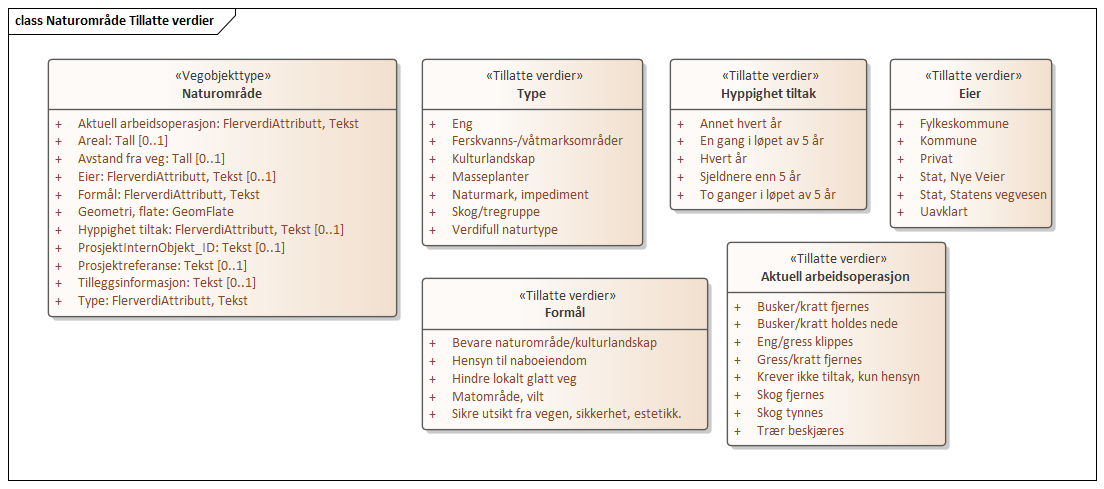 class Naturområde Tillatte verdier
«Vegobjekttype»
Naturområde
+ Aktuell arbeidsoperasjon: FlerverdiAttributt, Tekst
+ Areal: Tall [0..1]
+ Avstand fra veg: Tall [0..1]
+ Eier: FlerverdiAttributt, Tekst [0..1]
+ Formål: FlerverdiAttributt, Tekst
+ Geometri, flate: GeomFlate
+ Hyppighet tiltak: FlerverdiAttributt, Tekst [0..1]
+ ProsjektInternObjekt_ID: Tekst [0..1]
+ Prosjektreferanse: Tekst [0..1]
+ Tilleggsinformasjon: Tekst [0..1]
+ Type: FlerverdiAttributt, Tekst
«Tillatte verdier»
Type
+ Eng
+ Ferskvanns-/våtmarksområder
+ Kulturlandskap
+ Masseplanter
+ Naturmark, impediment
+ Skog/tregruppe
+ Verdifull naturtype
«Tillatte verdier»
Hyppighet tiltak
+ Annet hvert år
+ En gang i løpet av 5 år
+ Hvert år
+ Sjeldnere enn 5 år
+ To ganger i løpet av 5 år
«Tillatte verdier»
Eier
+ Fylkeskommune
+ Kommune
+ Privat
+ Stat, Nye Veier
+ Stat, Statens vegvesen
+ Uavklart
«Tillatte verdier»
Formål
+ Bevare naturområde/kulturlandskap
+ Hensyn til naboeiendom
+ Hindre lokalt glatt veg
+ Matområde, vilt
+ Sikre utsikt fra vegen, sikkerhet, estetikk.
«Tillatte verdier»
Aktuell arbeidsoperasjon
+ Busker/kratt fjernes
+ Busker/kratt holdes nede
+ Eng/gress klippes
+ Gress/kratt fjernes
+ Krever ikke tiltak, kun hensyn
+ Skog fjernes
+ Skog tynnes
+ Trær beskjæres